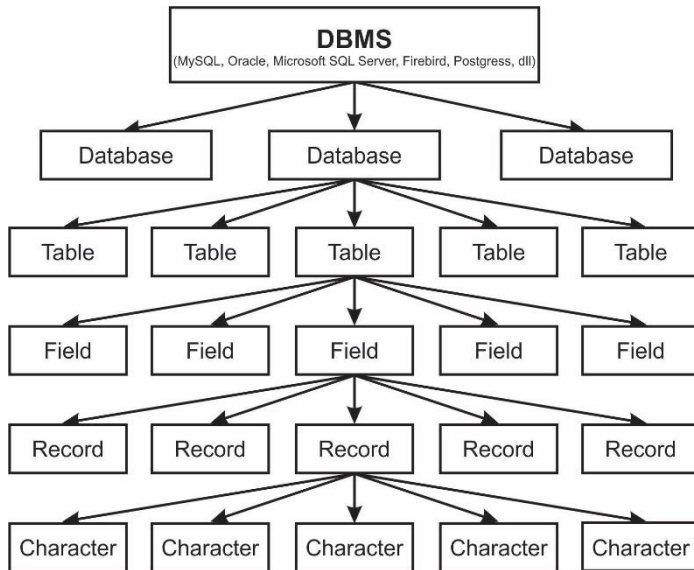 DBMS
(MySQL, Oracle, Microsoft SQL Server, Firebird, Postgress, dll)
Database Database Database
Table Table Table Table Table
Field Field Field Field Field
Record Record Record Record Record
Character Character Character Character Character